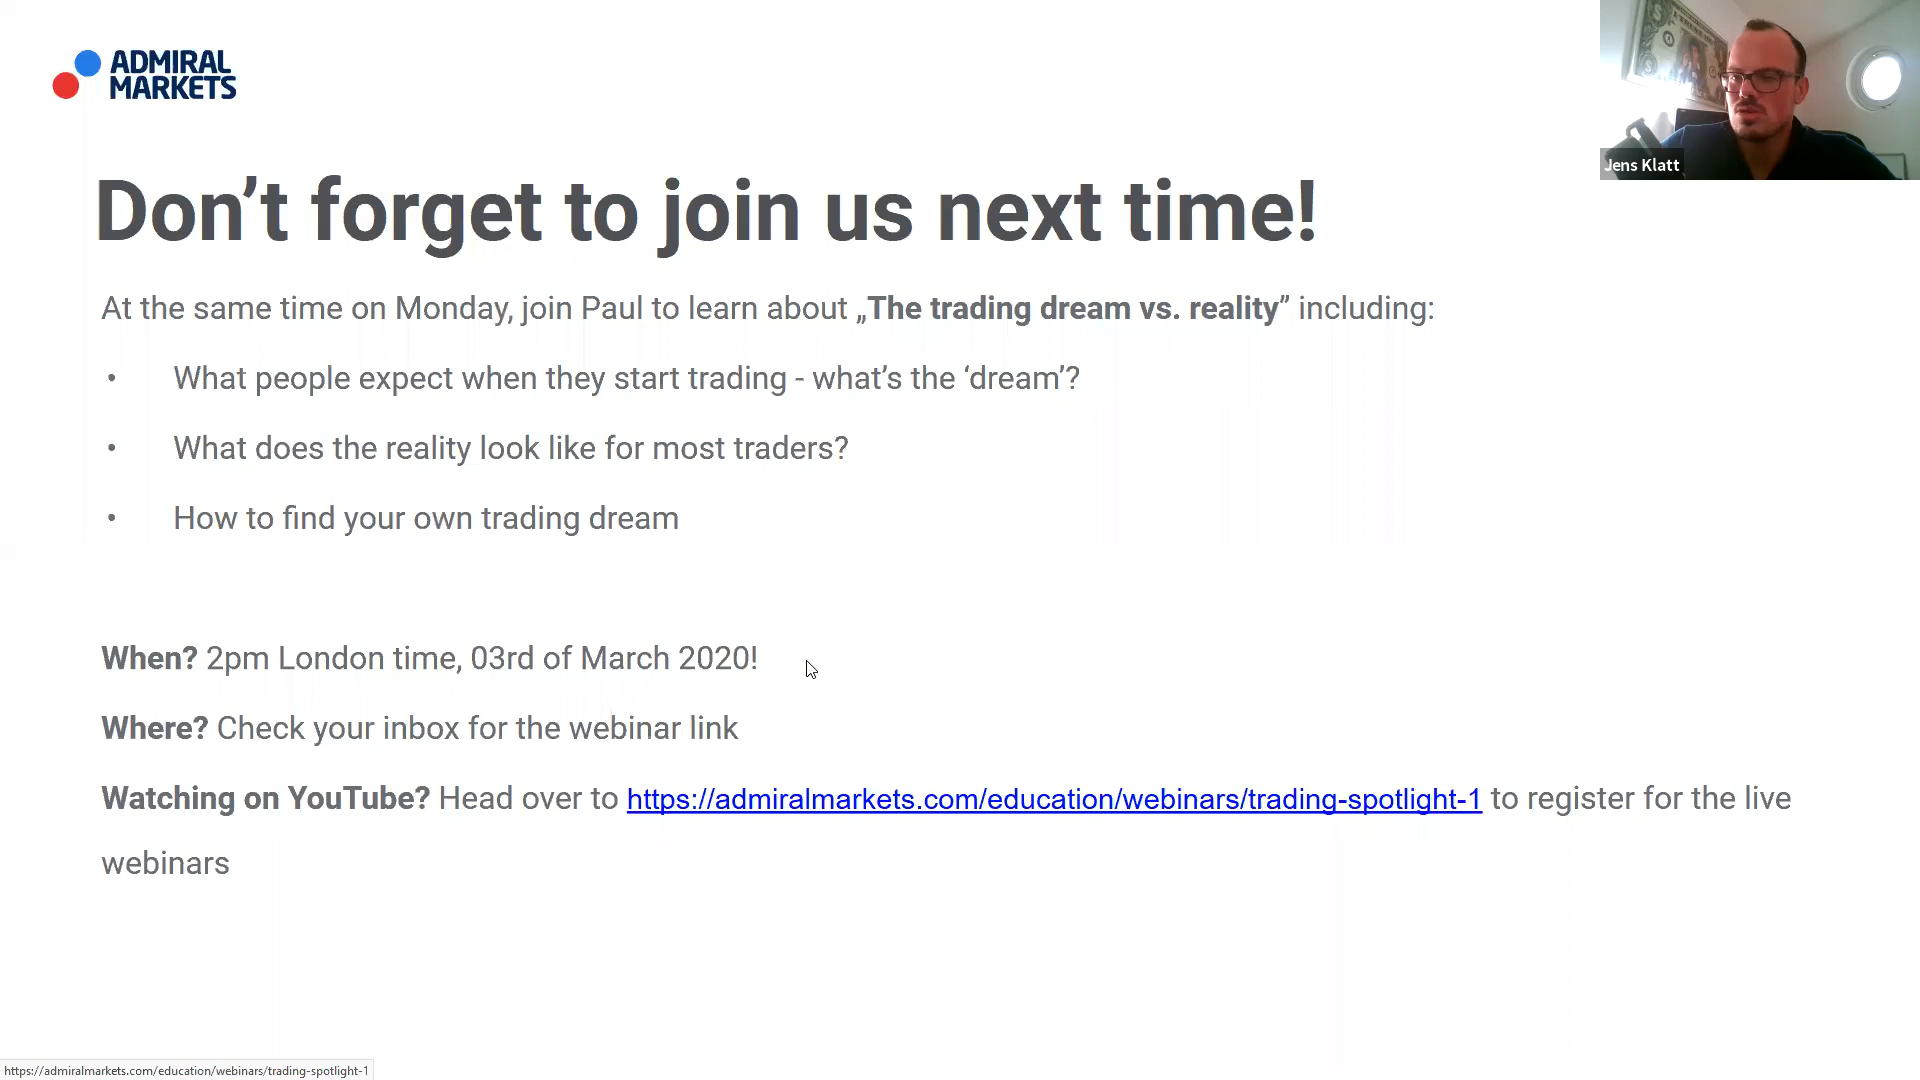 ADMIRAL
MARKETS
Jens Klatt
Don’t forget to join us next time!
At the same time on Monday, join Paul to learn about „The trading dream vs. reality” including:
• What people expect when they start trading - what’s the ‘dream’?
• What does the reality look like for most traders?
• How to find your own trading dream
When? 2pm London time, 03rd of March 2020!
Where? Check your inbox for the webinar link
Watching on YouTube? Head over to https://admiralmarkets.com/education/webinars/trading-spotlight-1 to register for the live
webinars
https://admiralmarkets.com/education/webinars/trading-spotlight-1